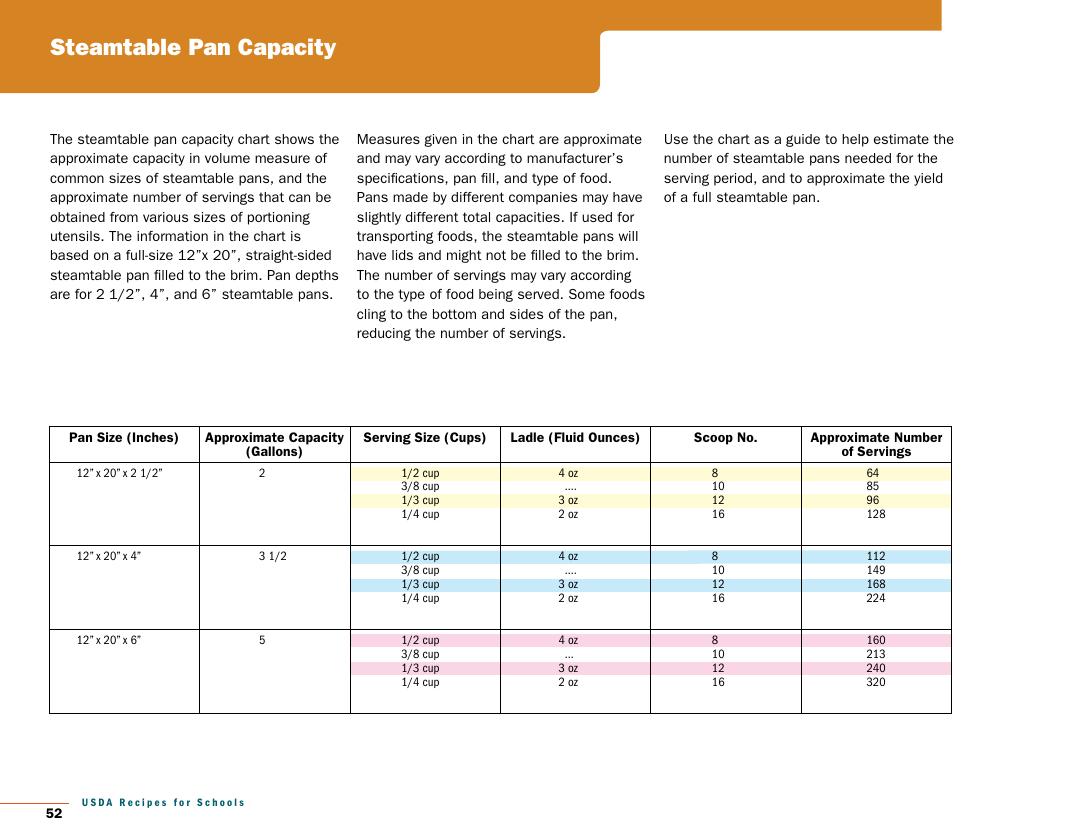 Steamtable Pan Capacity
The steamtable pan capacity chart shows the
approximate capacity in volume measure of
common sizes of steamtable pans, and the
approximate number of servings that can be
obtained from various sizes of portioning
utensils. The information in the chart is
based on a full-size 12”x 20”, straight-sided
steamtable pan filled to the brim. Pan depths
are for 2 1/2”, 4”, and 6” steamtable pans.
Measures given in the chart are approximate
and may vary according to manufacturer’s
specifications, pan fill, and type of food.
Pans made by different companies may have
slightly different total capacities. If used for
transporting foods, the steamtable pans will
have lids and might not be filled to the brim.
The number of servings may vary according
to the type of food being served. Some foods
cling to the bottom and sides of the pan,
reducing the number of servings.
Use the chart as a guide to help estimate the
number of steamtable pans needed for the
serving period, and to approximate the yield
of a full steamtable pan.
Pan Size (Inches) Approximate Capacity (Gallons) Serving Size (Cups) Ladle (Fluid Ounces) Scoop No. Approximate Number of Servings
12” x 20” x 2 1/2” 2 1/2 cup 4 oz 8 64
3/8 cup .... 10 85
1/3 cup 3 oz 12 96
1/4 cup 2 oz 16 128
12” x 20” x 4” 3 1/2 1/2 cup 4 oz 8 112
3/8 cup .... 10 149
1/3 cup 3 oz 12 168
1/4 cup 2 oz 16 224
12” x 20” x 6” 5 1/2 cup 4 oz 8 160
3/8 cup ... 10 213
1/3 cup 3 oz 12 240
1/4 cup 2 oz 16 320
USDA Recipes for Schools
52